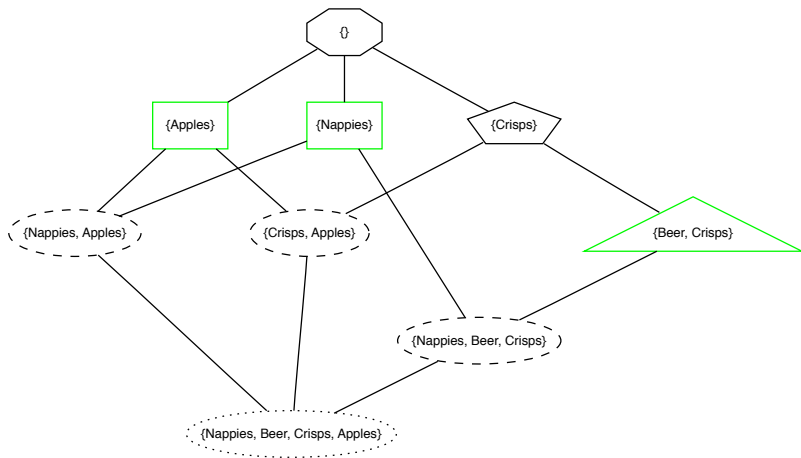 {}
{Apples}
{Nappies}
{Crisps}
{Nappies, Apples}
{Crisps, Apples}
{Beer, Crisps}
{Nappies, Beer, Crisps}
{Nappies, Beer, Crisps, Apples}